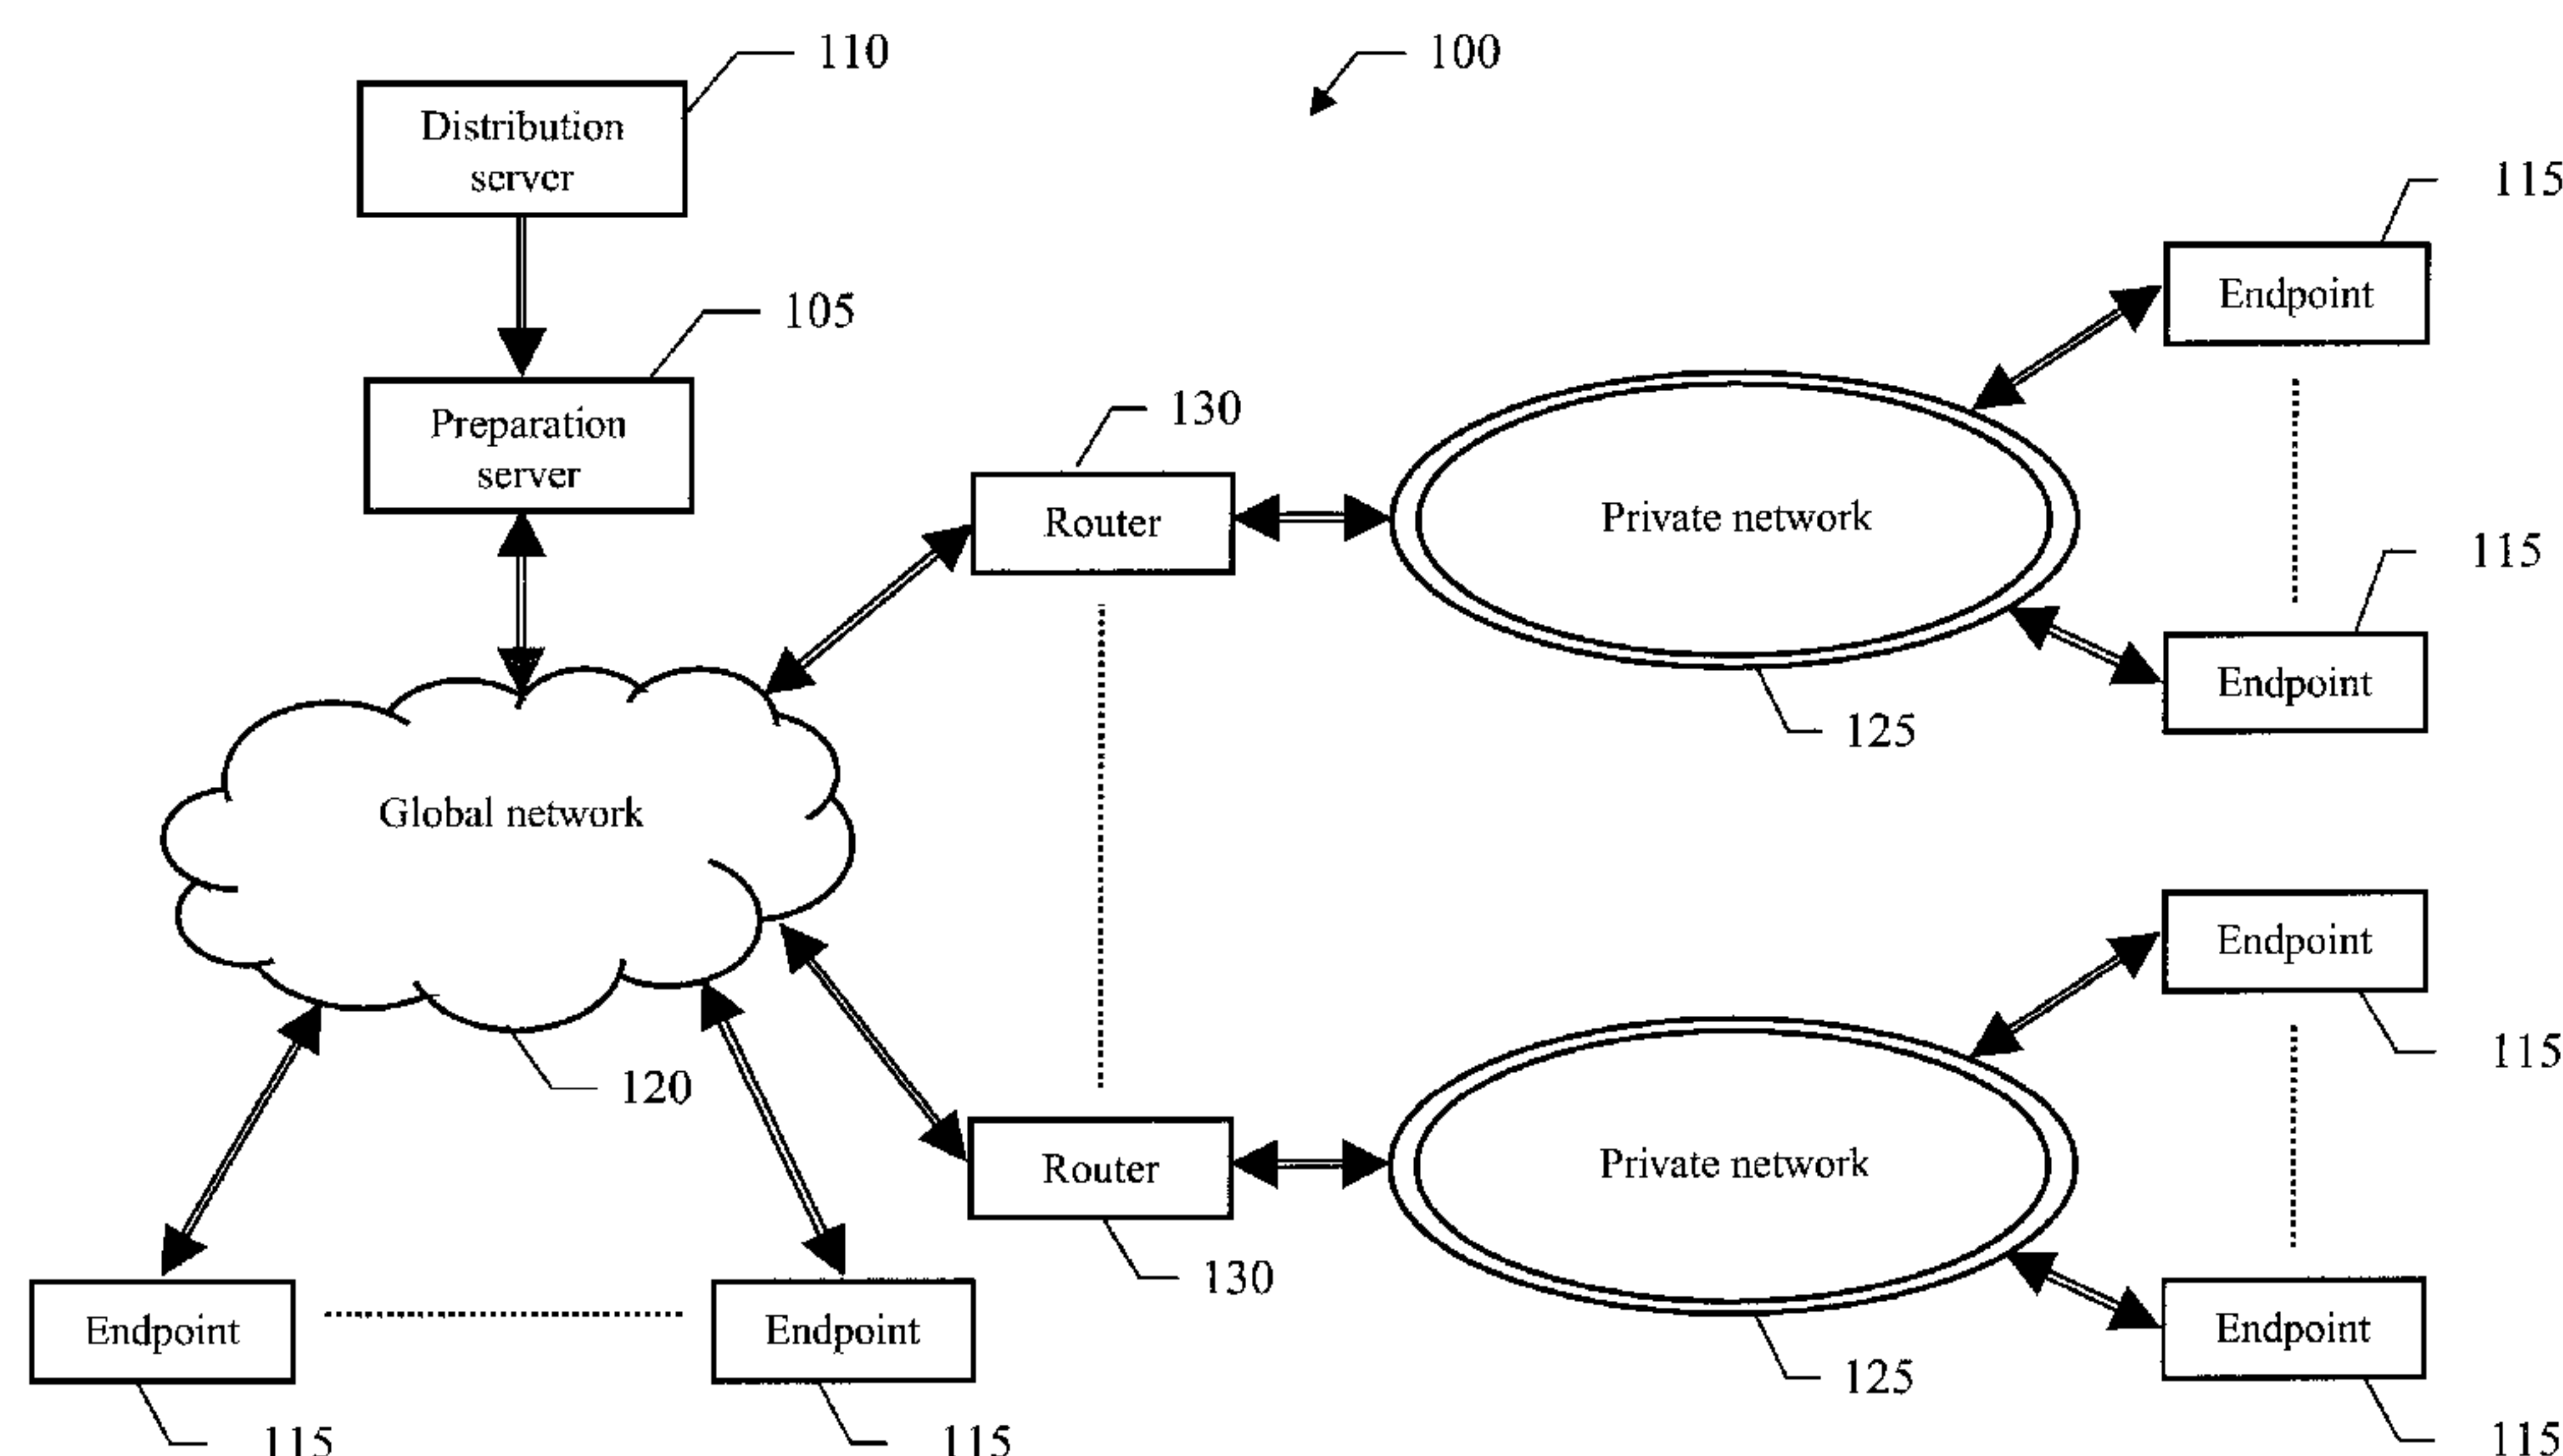 110
100
Distribution
server
115
Endpoint
105
Preparation
server
130
Router
Private network
115
Endpoint
125
Global network
120
Endpoint
115
Router
130
Private network
125
Endpoint
115
Endpoint
115
Endpoint
115